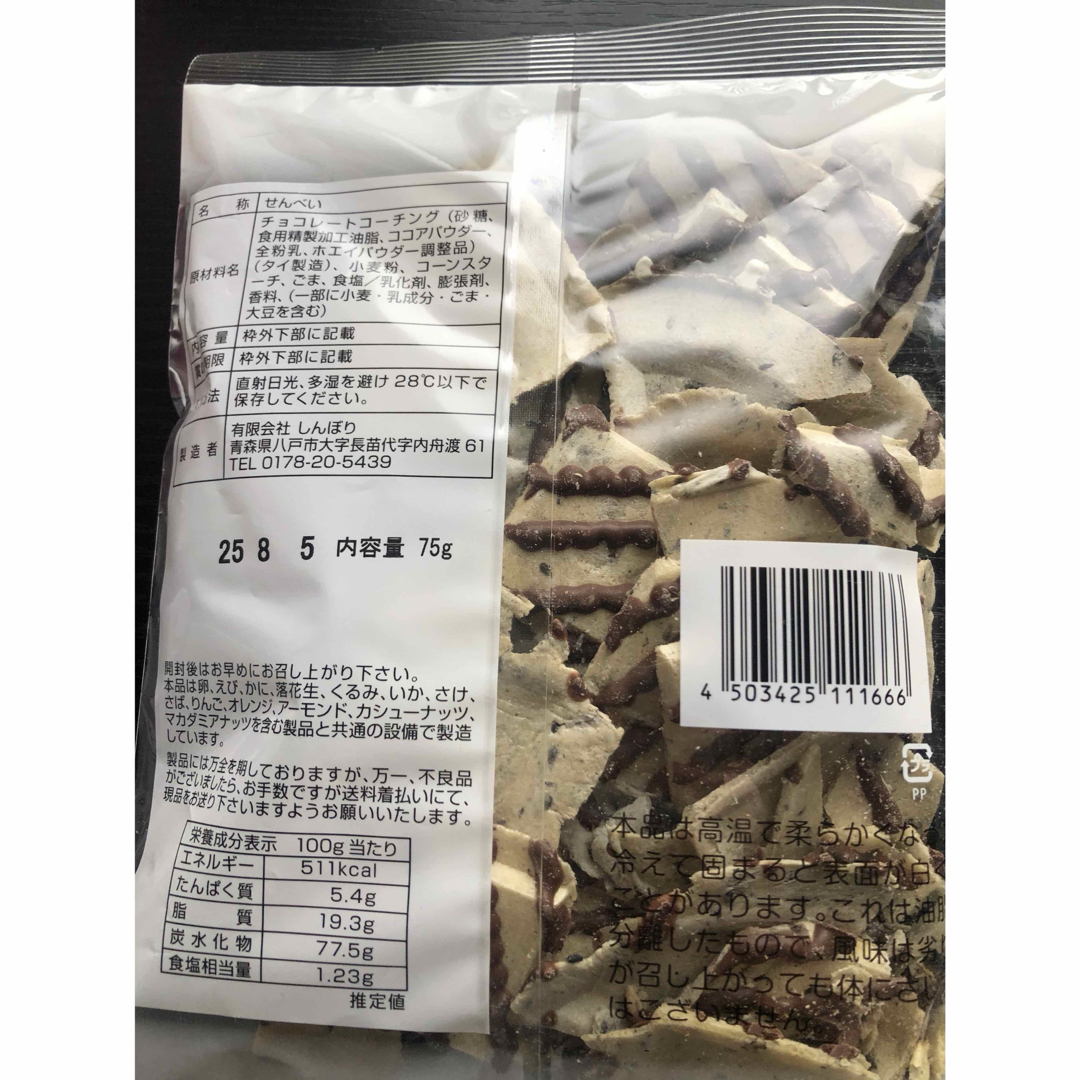 名称 せんべい
原材料名 チョコレートコーチング(砂糖、
食用精製加工油脂、ココアパウダー、
全粉乳、ホエイパウダー調整品)
(タイ製造)、小麦粉、コーンスタ
ーチ、ごま、食塩/乳化剤、膨張剤、
香料、(一部に小麦・乳成分・ごま・
大豆を含む)
内容量 枠外下部に記載
期限 枠外下部に記載
法 直射日光、多湿を避け28℃以下で
保存してください。
製造者 有限会社 しんぼり
青森県八戸市大字長苗代字内舟渡61
TEL 0178-20-5439
25 8 5 内容量 75g
開封後はお早めにお召し上がり下さい。
本品は卵、えび、かに、落花生、くるみ、いか、さけ、
さば、りんご、オレンジ、アーモンド、カシューナッツ、
マカダミアナッツを含む製品と共通の設備で製造
しています。
製品には万全を期しておりますが、万一、不良品
がございましたら、お手数ですが送料着払いにて、
現品をお送り下さいますようお願いいたします。
栄養成分表示 100g当たり
エネルギー 511kcal
たんぱく質 5.4g
脂質 19.3g
炭水化物 77.5g
食塩相当量 1.23g
推定値
4 503425 111666
プラ
PP
本品は高温で柔らかくな
冷えて固まると表面が白
ことがあります。これは油脂
分離したもので、風味は劣
が召し上がっても体にさ
はございません。